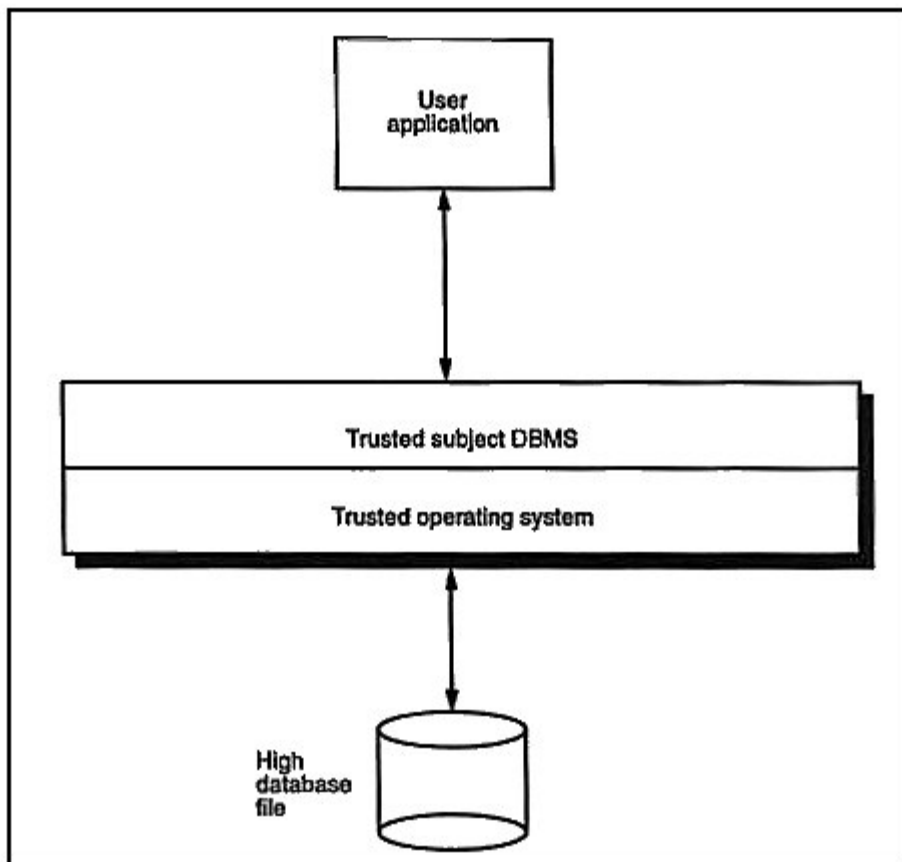 User
application
Trusted subject DBMS
Trusted operating system
High
database
file